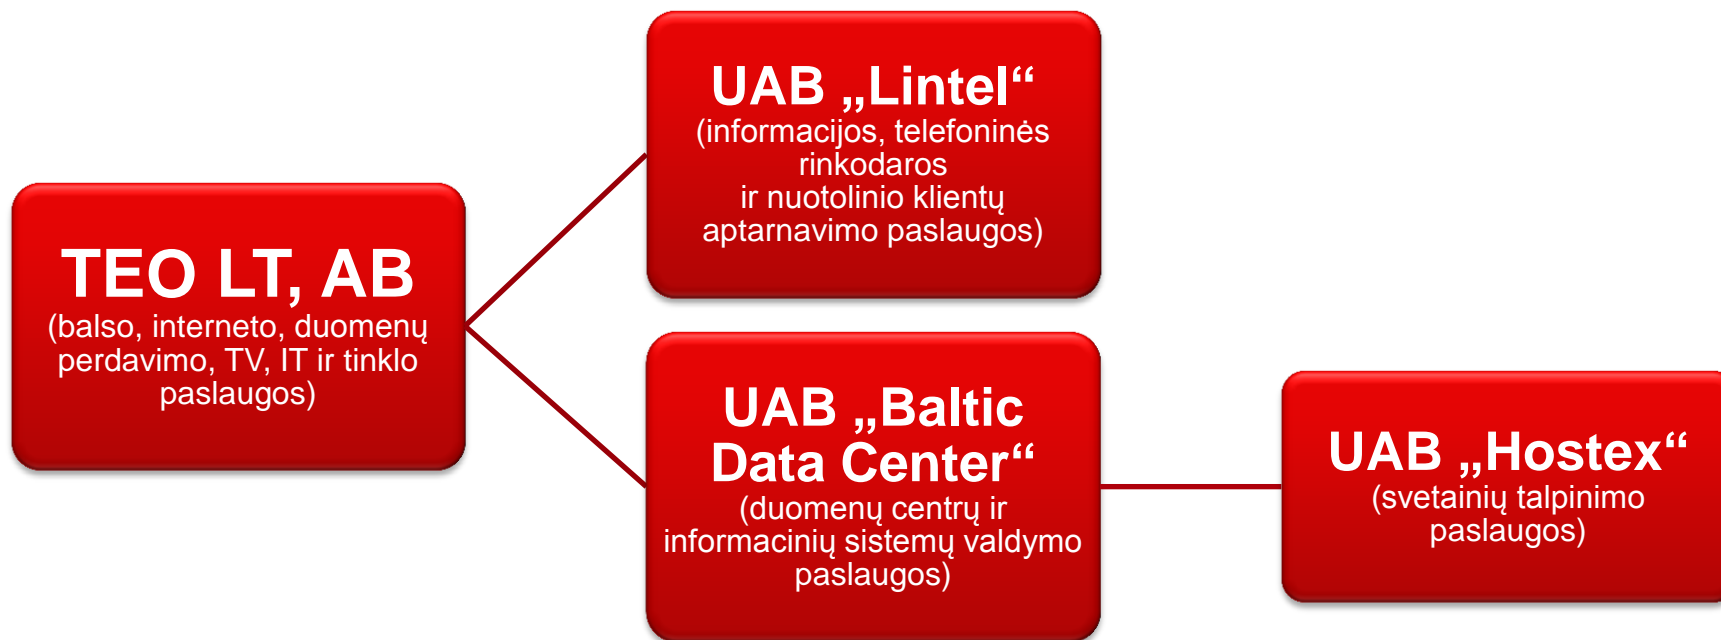 TEO LT, AB
(balso, interneto, duomenų
perdavimo, TV, IT ir tinklo
paslaugos)
UAB „Lintel“
(informacijos, telefoninės
rinkodaros
ir nuotolinio klientų
aptarnavimo paslaugos)
UAB „Baltic
Data Center“
(duomenų centrų ir
informacinių sistemų valdymo
paslaugos)
UAB „Hostex“
(svetainių talpinimo
paslaugos)